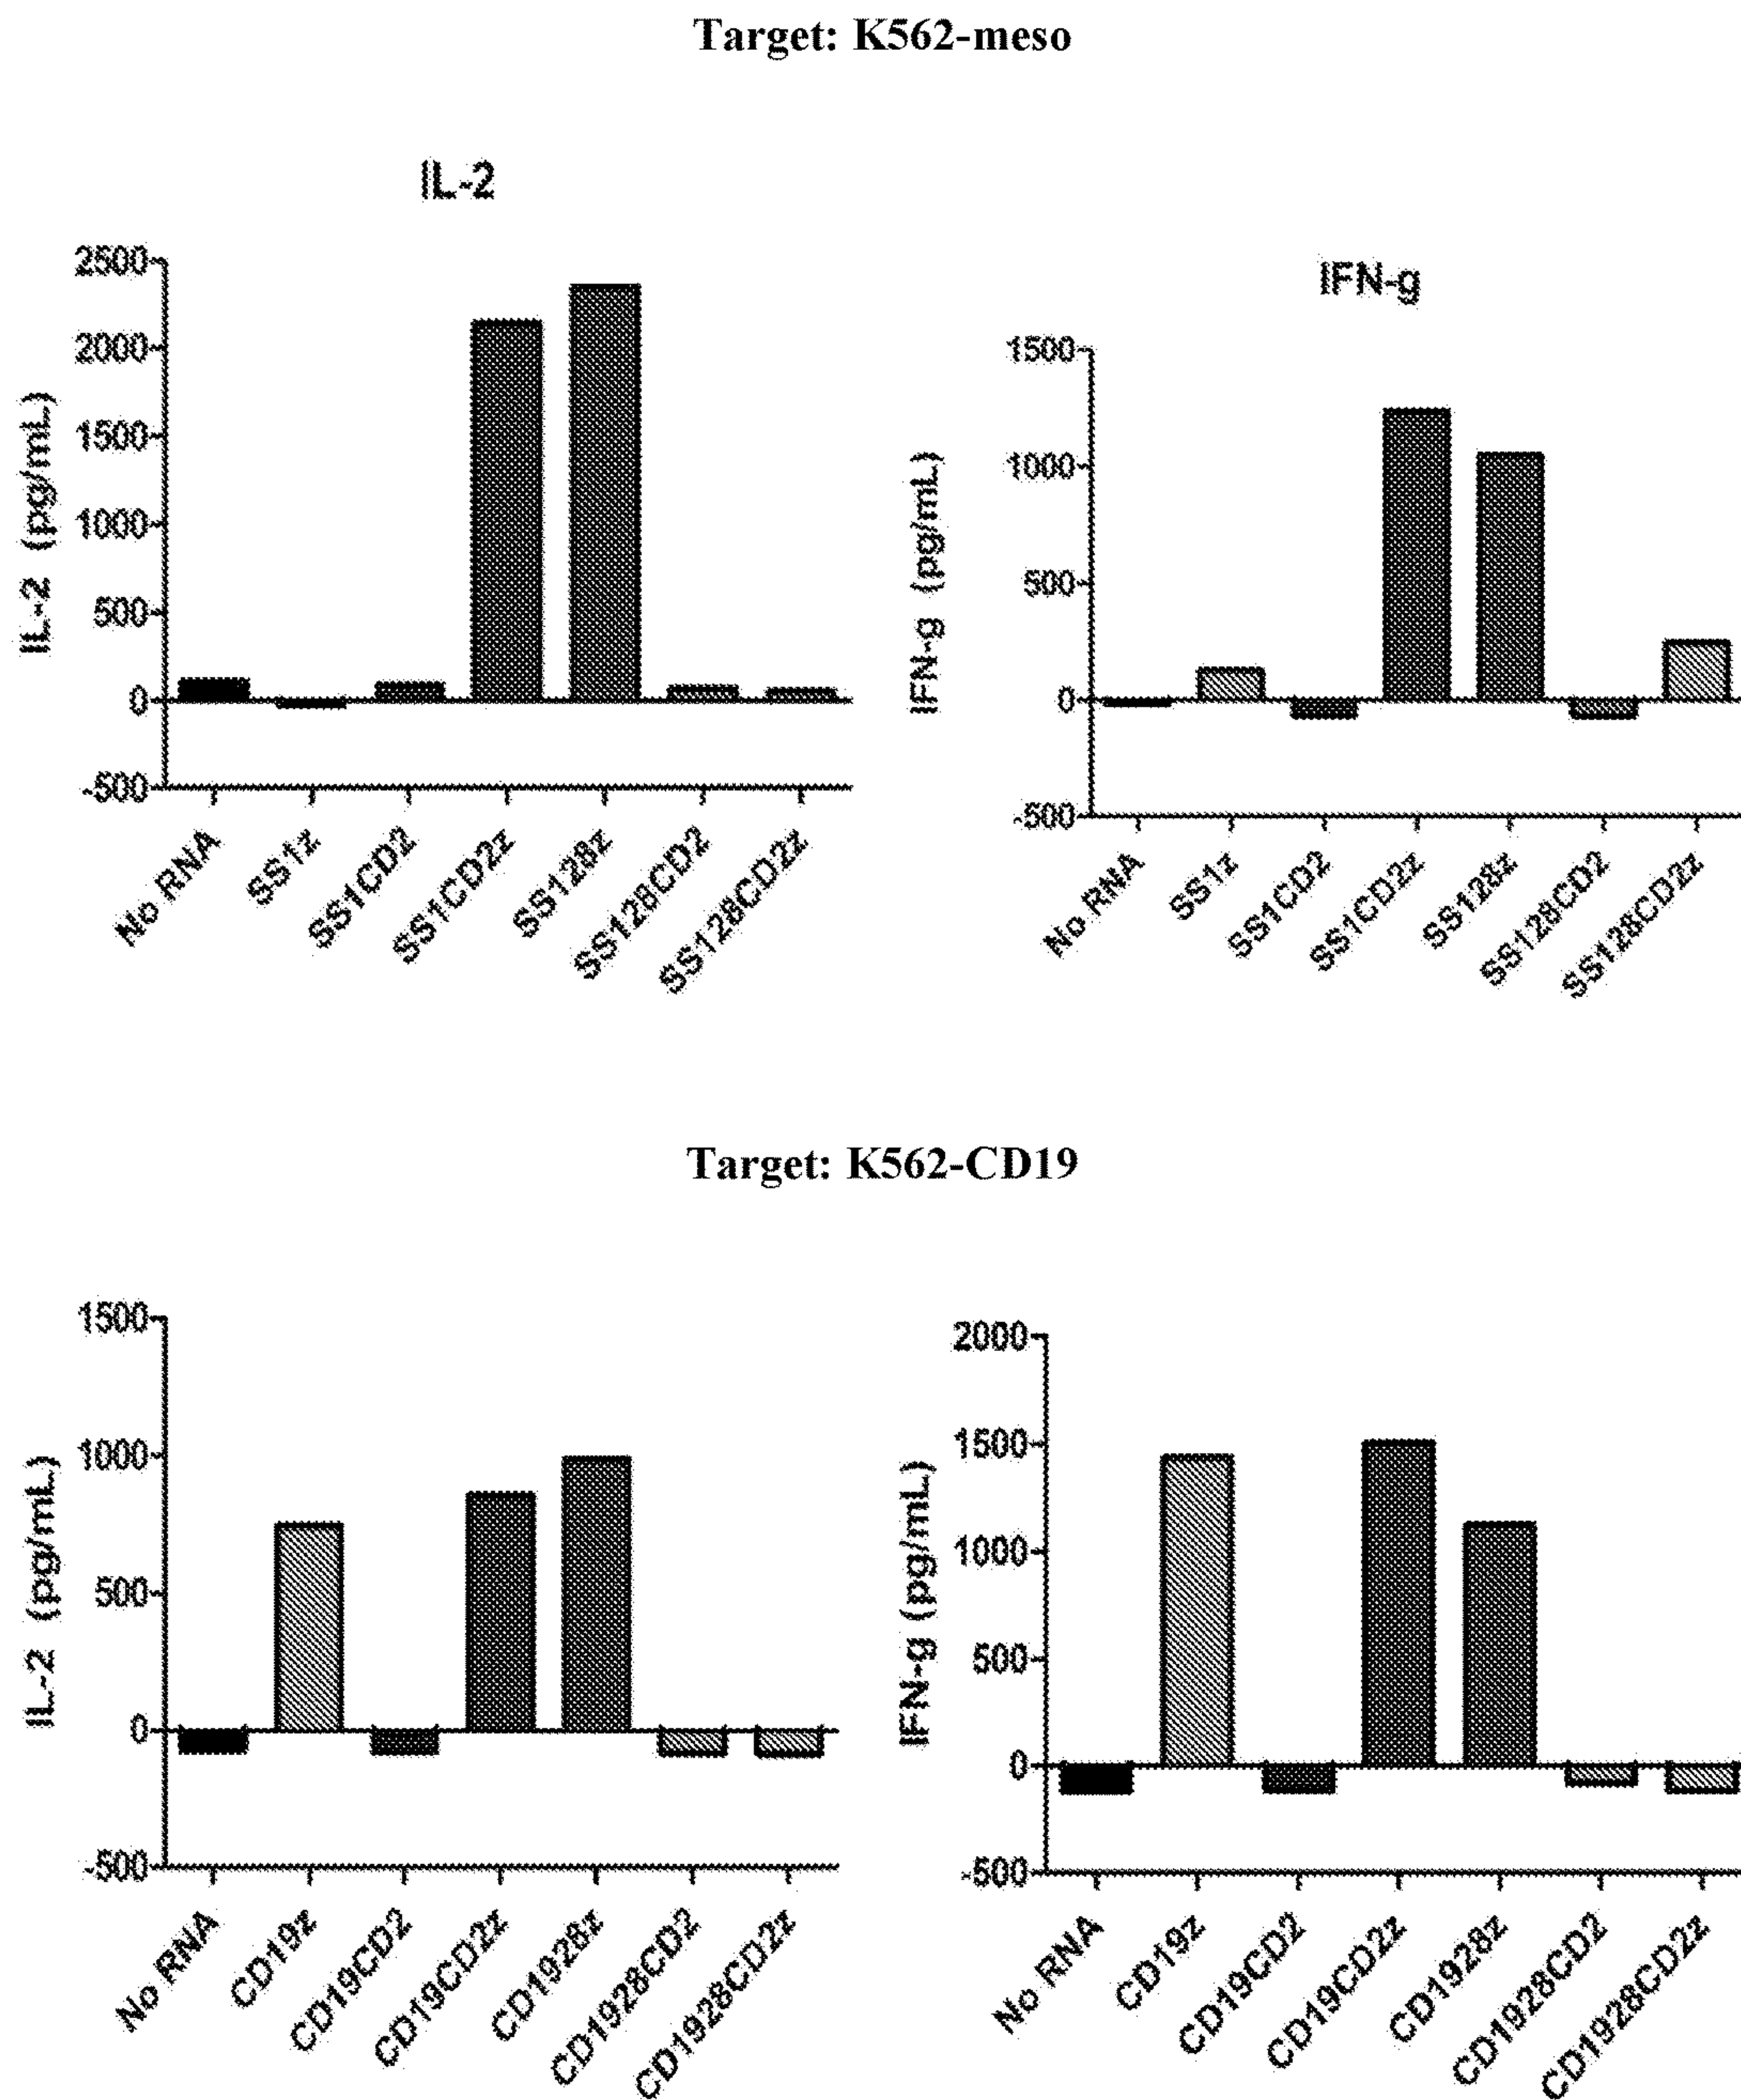 Target: K562-meso
IL-2
IL-2 (pg/mL)
2500
2000
1500
1000
500
0
-500
No RNA
SS1z
SS1CD2
SS1CD2z
SS128z
SS128CD2
SS128CD2z
IFN-g
IFN-g (pg/mL)
1500
1000
500
0
-500
No RNA
SS1z
SS1CD2
SS1CD2z
SS128z
SS128CD2
SS128CD2z
Target: K562-CD19
IL-2 (pg/mL)
1500
1000
500
0
-500
No RNA
CD19z
CD19CD2
CD19CD2z
CD1928z
CD1928CD2
CD1928CD2z
IFN-g (pg/mL)
2000
1500
1000
500
0
-500
No RNA
CD19z
CD19CD2
CD19CD2z
CD1928z
CD1928CD2
CD1928CD2z